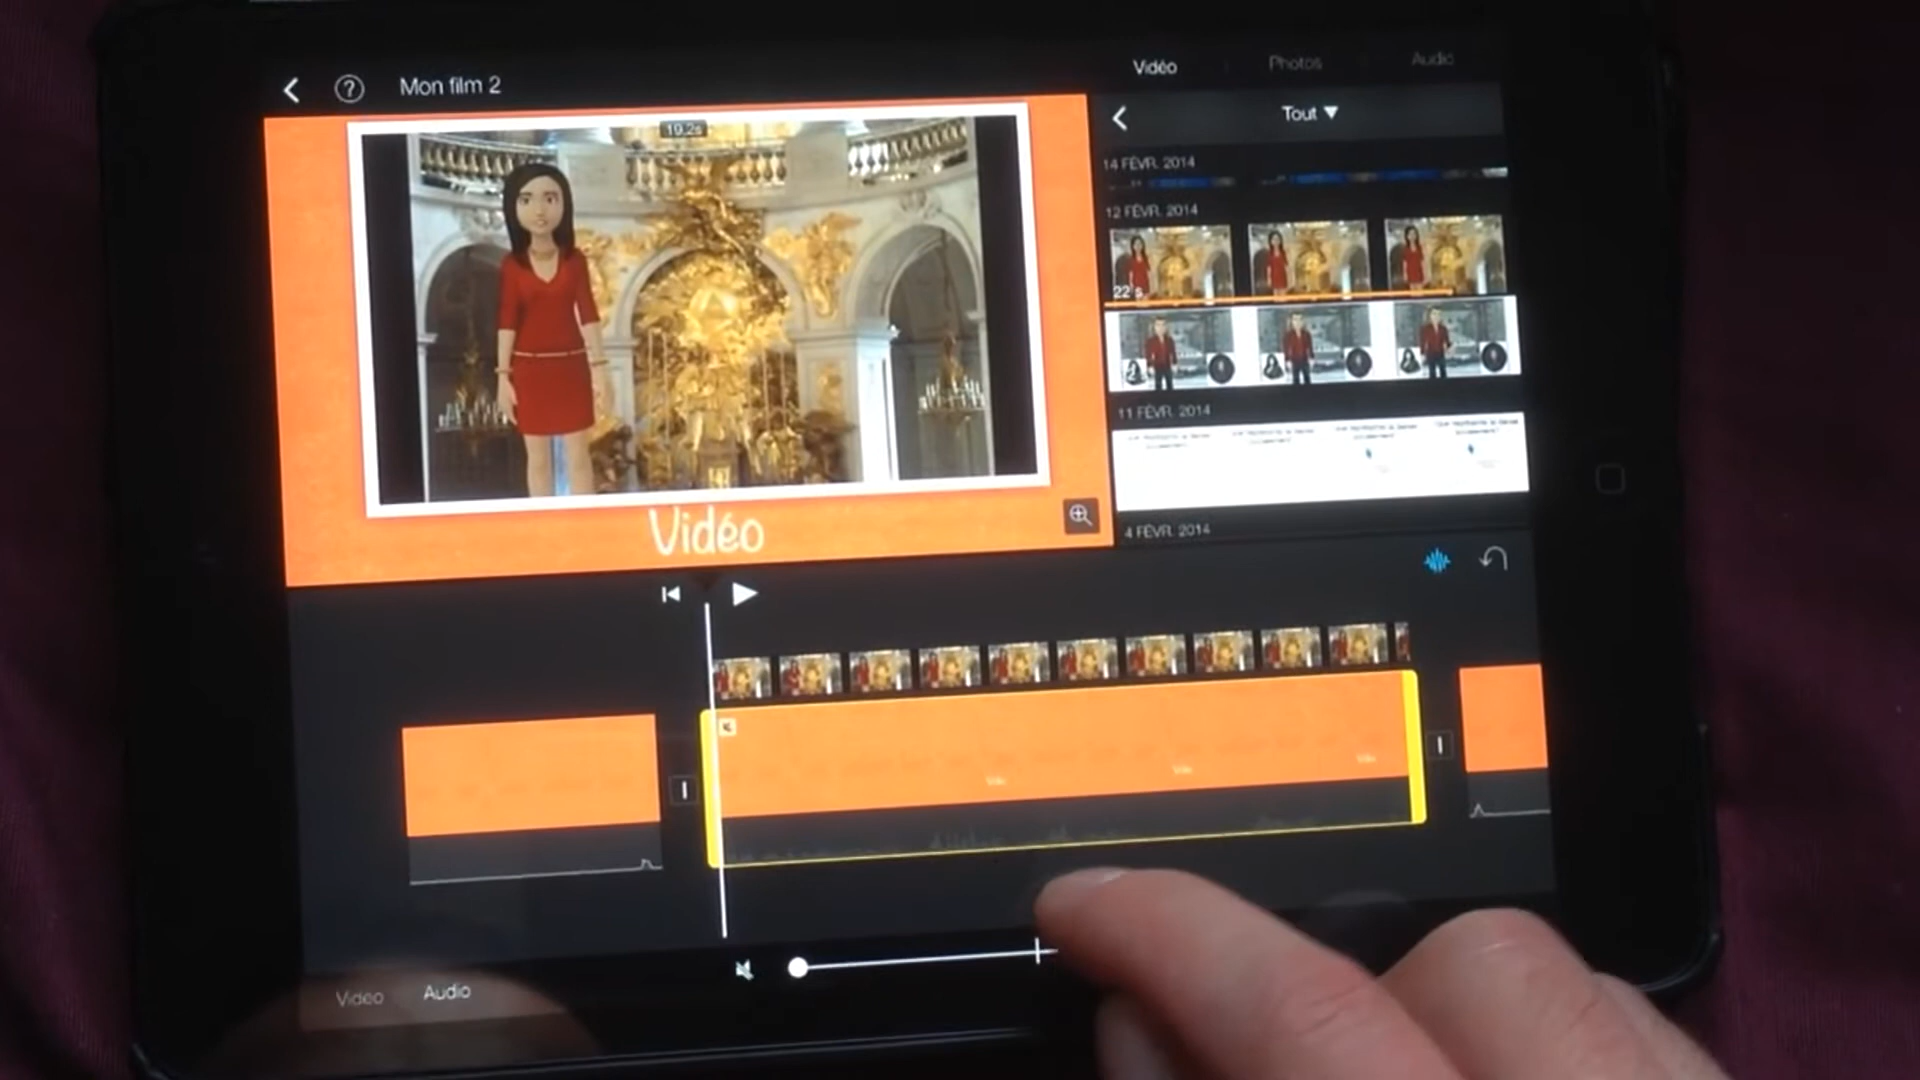 Mon film 2
Vidéo
Photos
Audio
Tout ▼
19.2s
14 FÉVR. 2014
12 FÉVR. 2014
22 s
11 FÉVR. 2014
4 FÉVR. 2014
Vidéo
Vidéo
Audio